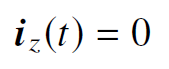 𝒊_z(t) = 0